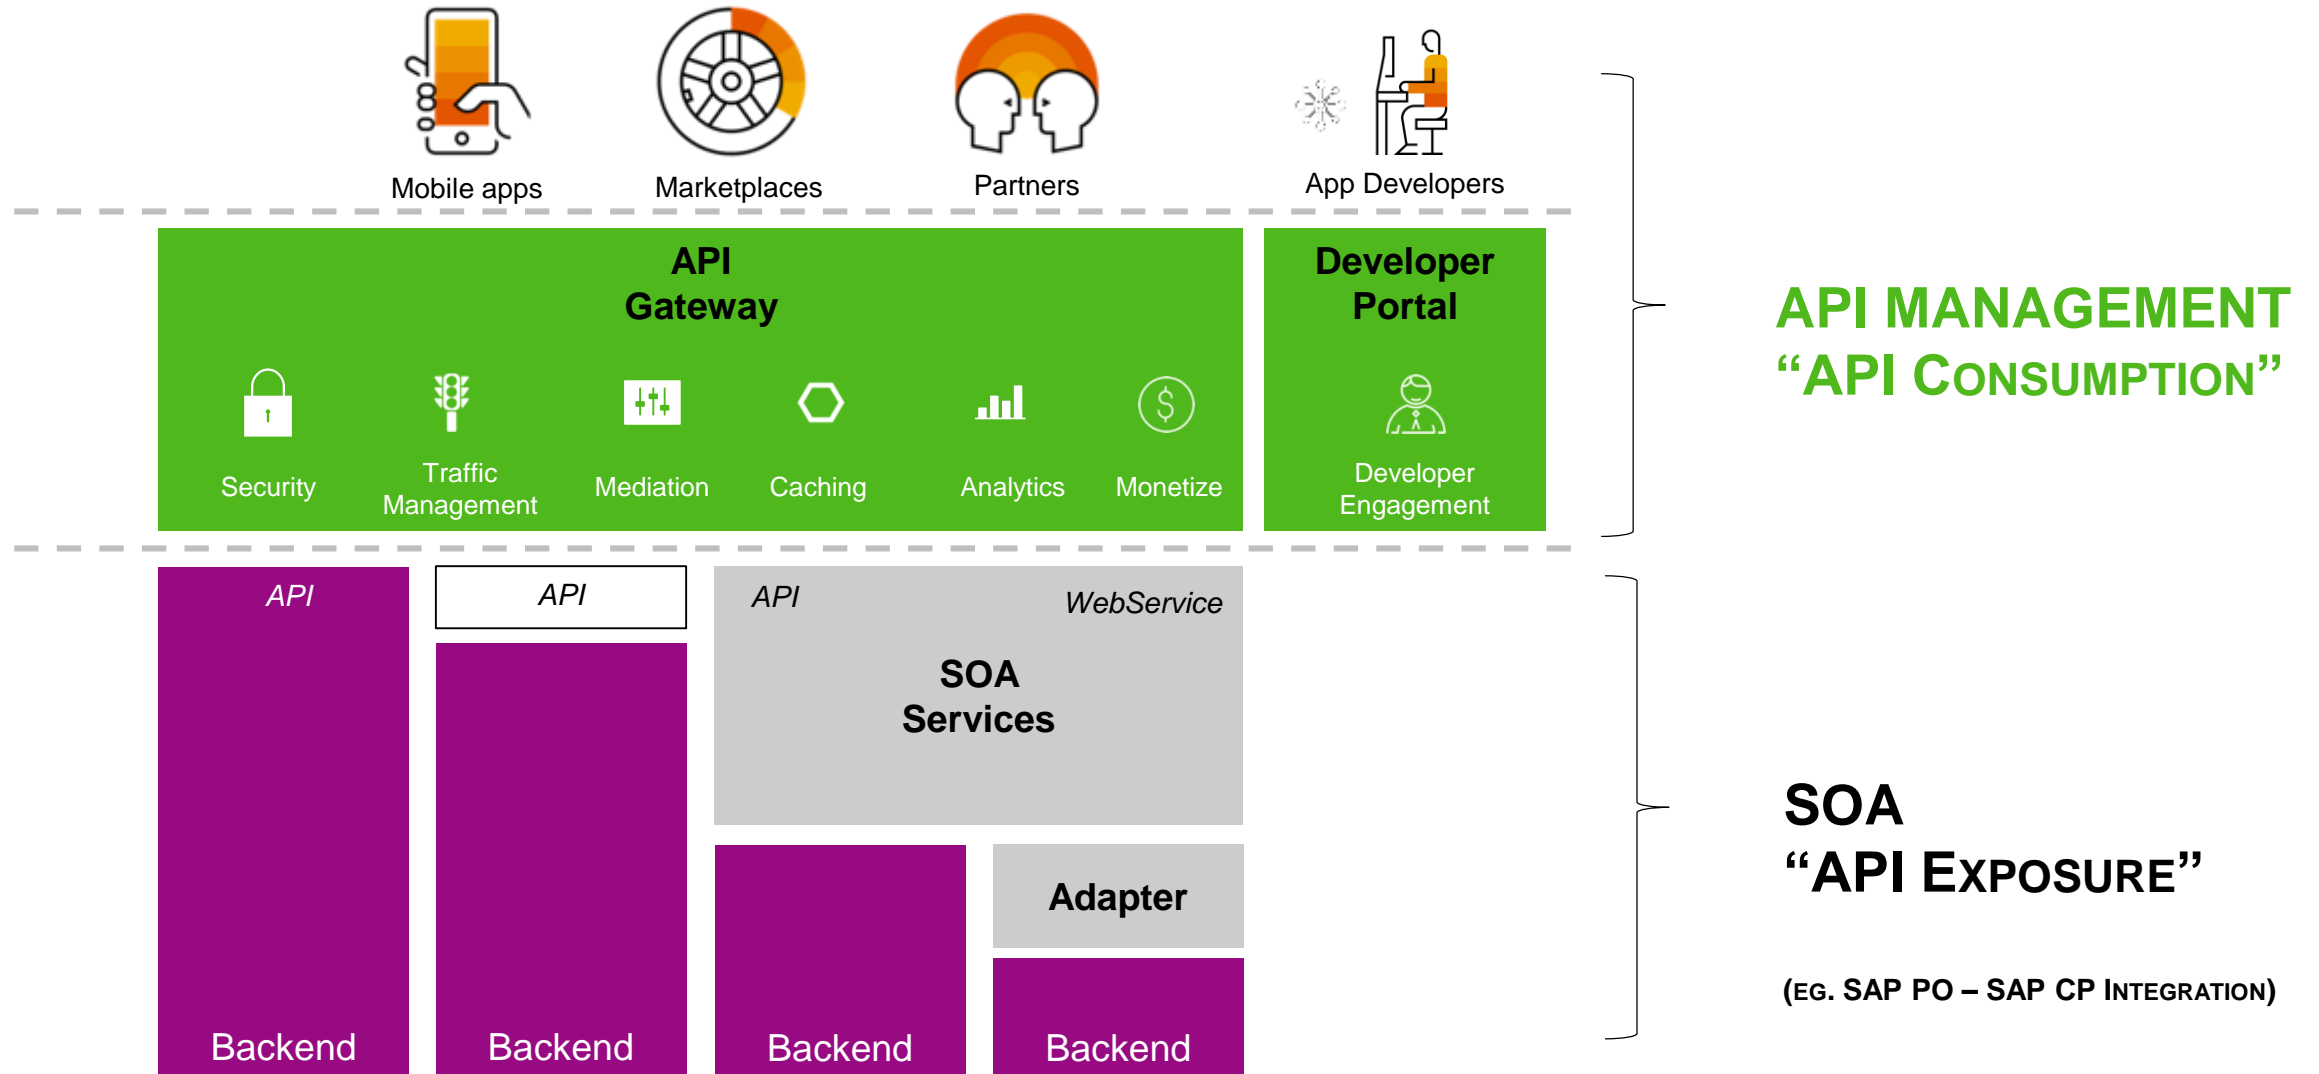 Mobile apps
Marketplaces
Partners
App Developers
API
Gateway
Developer
Portal
API MANAGEMENT
“API CONSUMPTION”
Security
Traffic
Management
Mediation
Caching
$
Analytics
Monetize
Developer
Engagement
API
API
API
WebService
SOA
Services
SOA
“API EXPOSURE”
Adapter
(EG. SAP PO – SAP CP INTEGRATION)
Backend
Backend
Backend
Backend